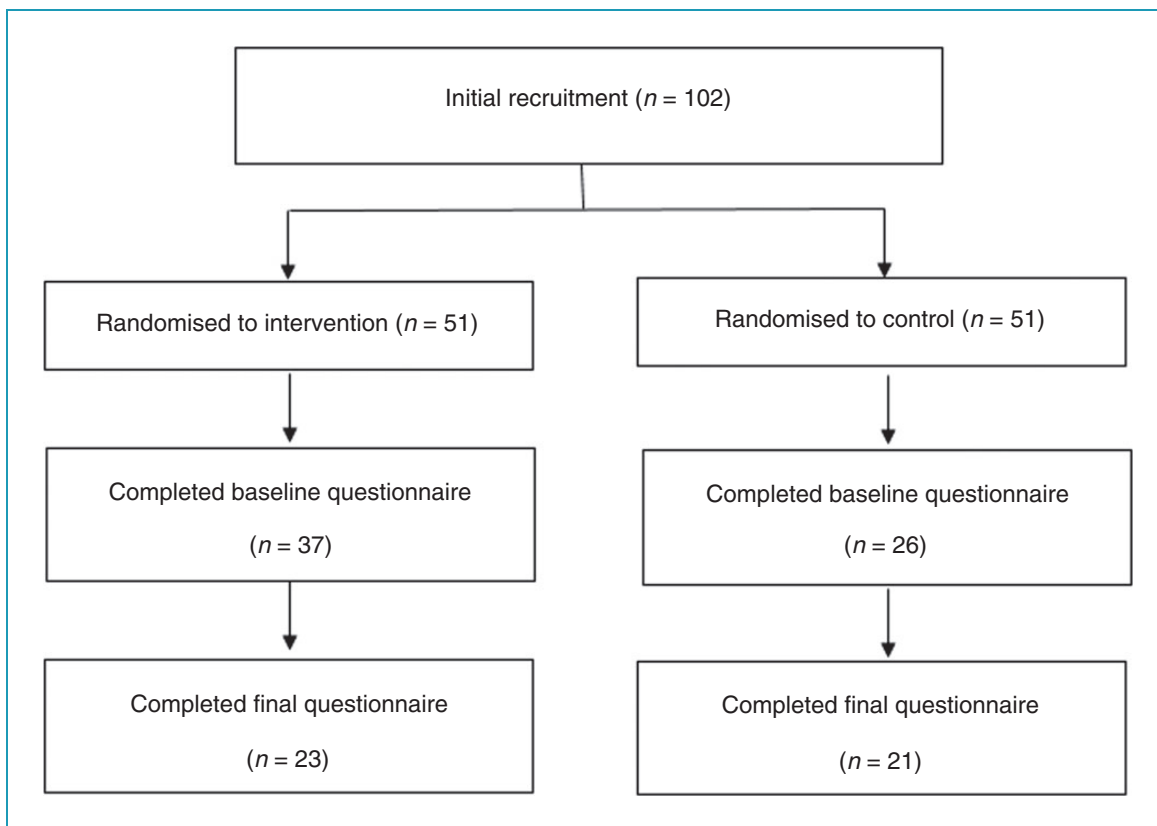 Initial recruitment (n = 102)
Randomised to intervention (n = 51)
Randomised to control (n = 51)
Completed baseline questionnaire
(n = 37)
Completed baseline questionnaire
(n = 26)
Completed final questionnaire
(n = 23)
Completed final questionnaire
(n = 21)